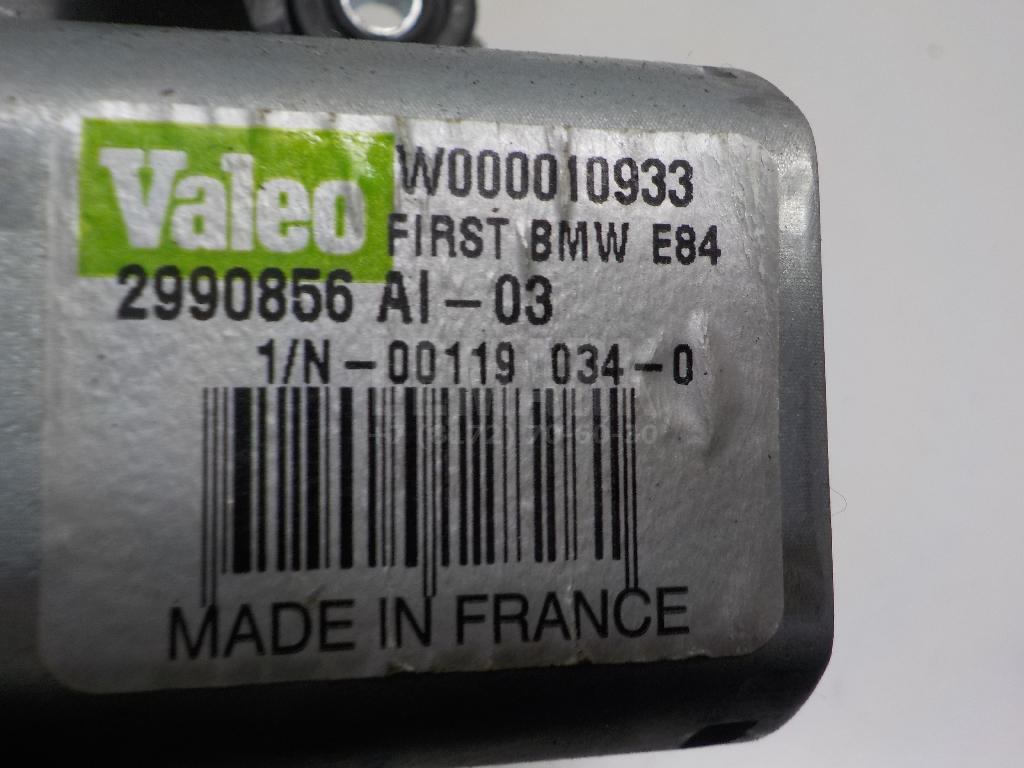 Valeo W000010933
FIRST BMW E84
2990856 AI-03
1/N-00119 034-0
MADE IN FRANCE